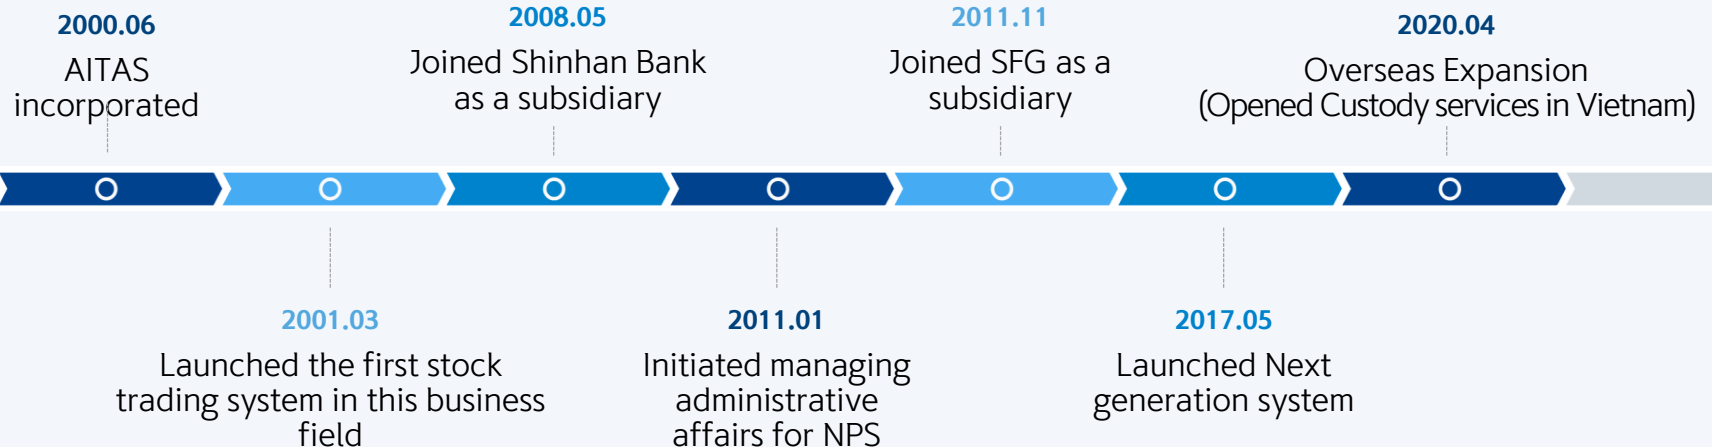 2000.06
AITAS
incorporated
2008.05
Joined Shinhan Bank
as a subsidiary
2011.11
Joined SFG as a
subsidiary
2020.04
Overseas Expansion
(Opened Custody services in Vietnam)
2001.03
Launched the first stock
trading system in this business
field
2011.01
Initiated managing
administrative
affairs for NPS
2017.05
Launched Next
generation system